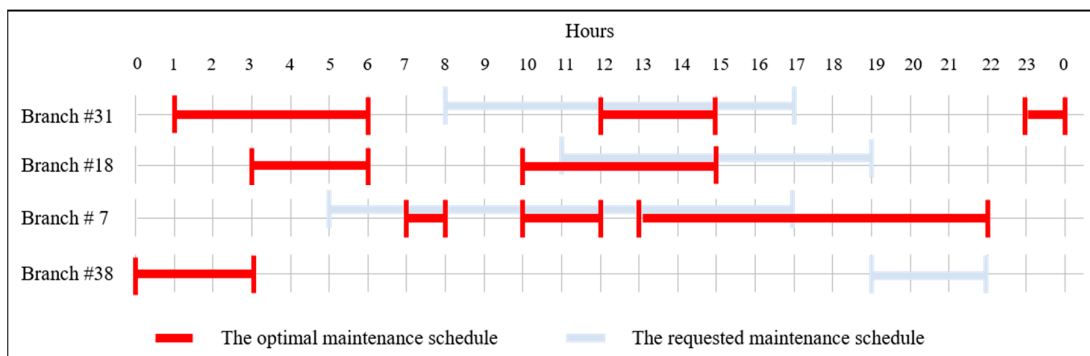 Hours
0 1 2 3 4 5 6 7 8 9 10 11 12 13 14 15 16 17 18 19 20 21 22 23 0
Branch #31
Branch #18
Branch # 7
Branch #38
The optimal maintenance schedule The requested maintenance schedule